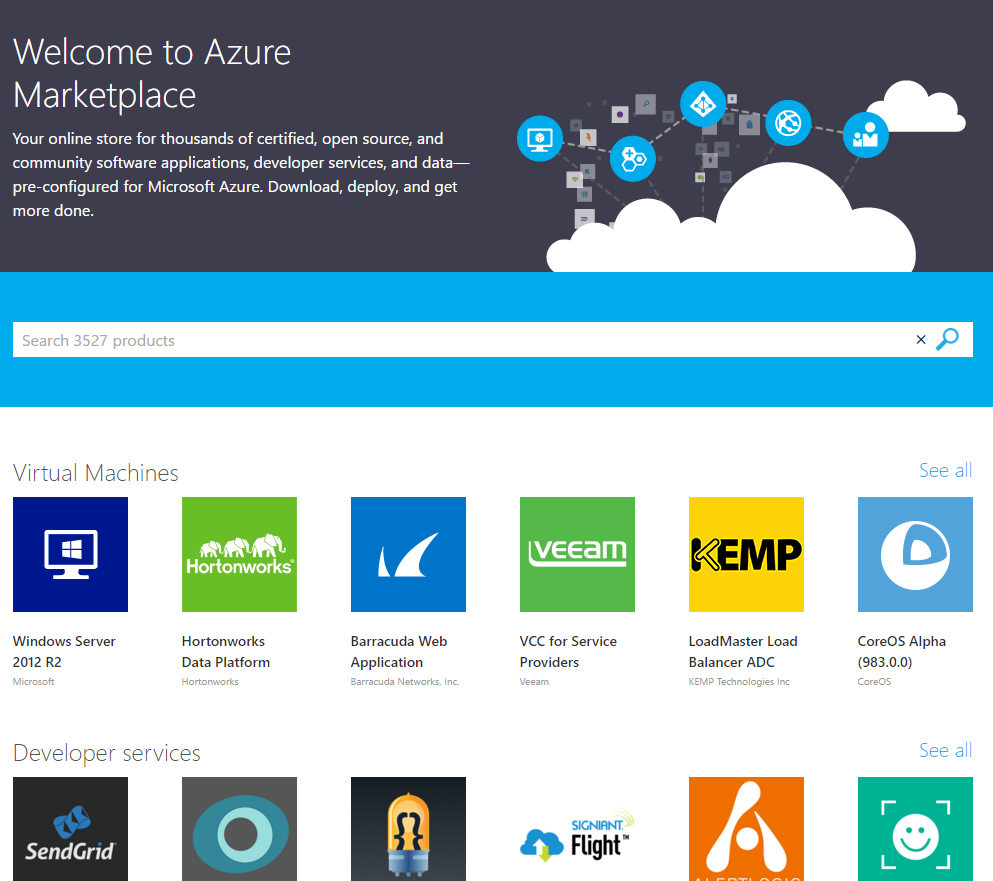 Welcome to Azure
Marketplace
Your online store for thousands of certified, open source, and
community software applications, developer services, and data—
pre-configured for Microsoft Azure. Download, deploy, and get
more done.
Search 3527 products
Virtual Machines
See all
Hortonworks
veeam
KEMP
Windows Server
2012 R2
Microsoft
Hortonworks
Data Platform
Hortonworks
Barracuda Web
Application
Barracuda Networks, Inc.
VCC for Service
Providers
Veeam
LoadMaster Load
Balancer ADC
KEMP Technologies Inc
CoreOS Alpha
(983.0.0)
CoreOS
Developer services
See all
SendGrid
SIGNIANT
Flight™
ALERTLOGIC